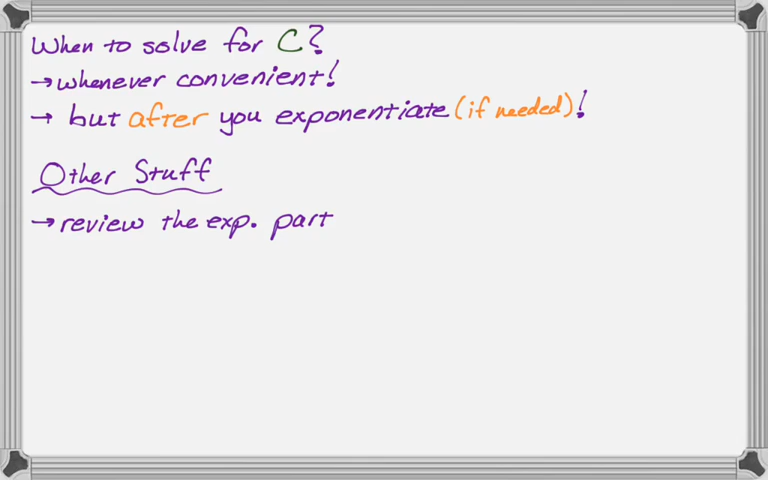 When to solve for C?
→ whenever convenient!
→ but after you exponentiate (if needed)!
Other Stuff
→ review the exp. part